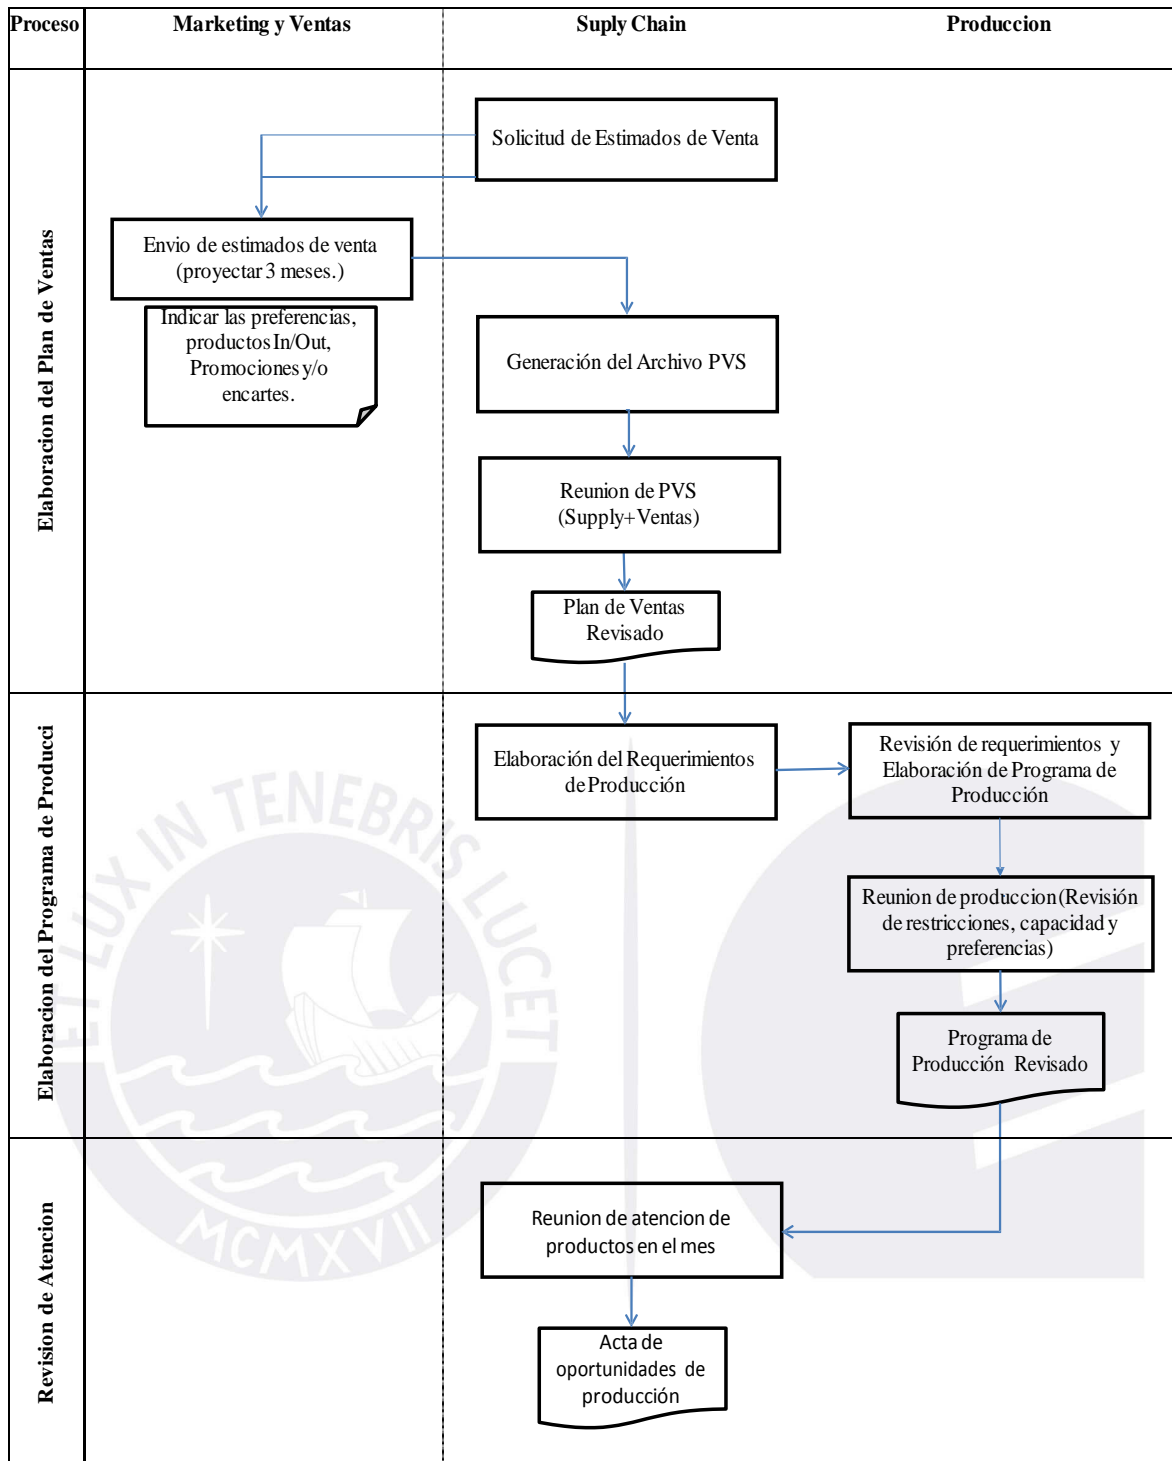 Proceso
Marketing y Ventas
Suply Chain
Produccion
Elaboracion del Plan de Ventas
Solicitud de Estimados de Venta
Envio de estimados de venta
(proyectar 3 meses.)
Indicar las preferencias,
productos In/Out,
Promociones y/o
encartes.
Generación del Archivo PVS
Reunion de PVS
(Supply+Ventas)
Plan de Ventas
Revisado
Elaboracion del Programa de Producci
Elaboración del Requerimientos
de Producción
Revisión de requerimientos y
Elaboración de Programa de
Producción
Reunion de produccion (Revisión
de restricciones, capacidad y
preferencias)
Programa de
Producción Revisado
Revision de Atencion
Reunion de atencion de
productos en el mes
Acta de
oportunidades de
producción
ET LUX IN TENEBRIS LUCET
MCMXVII